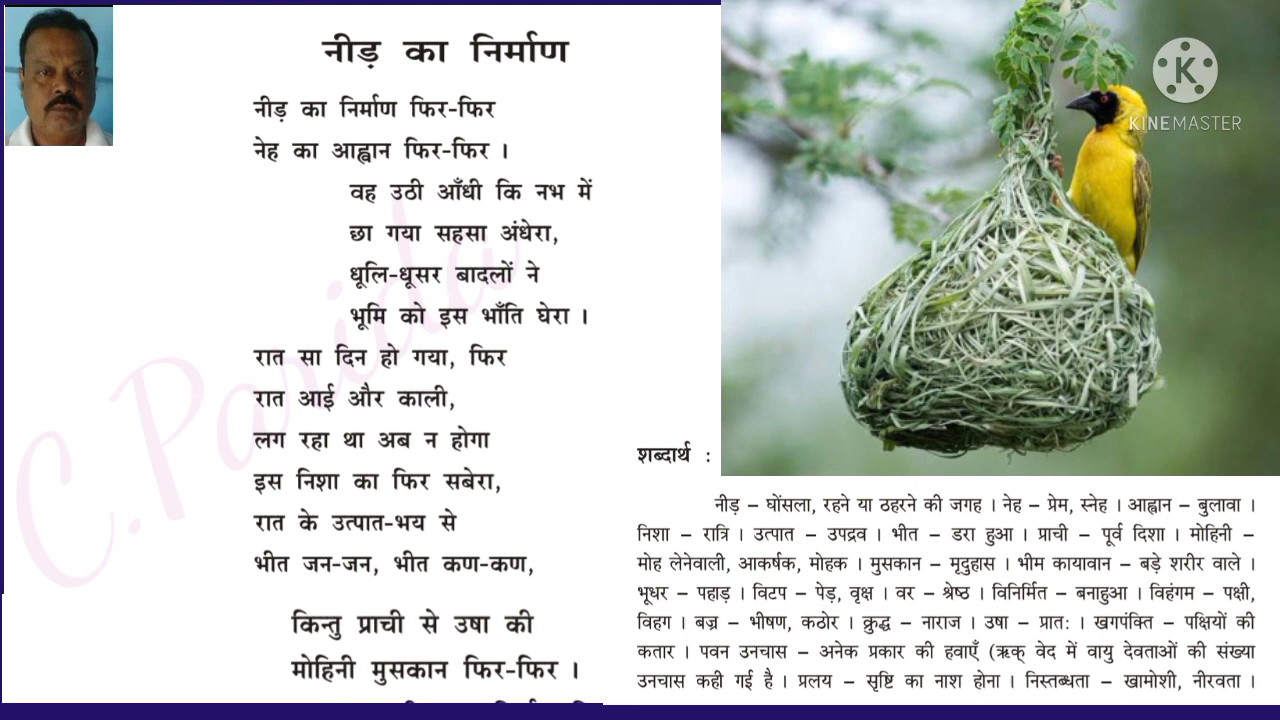 नीड़ का निर्माण
नीड़ का निर्माण फिर-फिर
नेह का आह्वान फिर-फिर ।
वह उठी आँधी कि नभ में
छा गया सहसा अंधेरा,
धूलि-धूसर बादलों ने
भूमि को इस भाँति घेरा ।
रात सा दिन हो गया, फिर
रात आई और काली,
लग रहा था अब न होगा
इस निशा का फिर सबेरा,
रात के उत्पात-भय से
भीत जन-जन, भीत कण-कण,
किन्तु प्राची से उषा की
मोहिनी मुसकान फिर-फिर ।
C.Parida
KINEMASTER
शब्दार्थ :
नीड़ – घोंसला, रहने या ठहरने की जगह । नेह – प्रेम, स्नेह । आह्वान – बुलावा ।
निशा – रात्रि । उत्पात – उपद्रव । भीत – डरा हुआ । प्राची – पूर्व दिशा । मोहिनी –
मोह लेनेवाली, आकर्षक, मोहक । मुसकान – मृदुहास । भीम कायावान – बड़े शरीर वाले ।
भूधर – पहाड़ । विटप – पेड़, वृक्ष । वर – श्रेष्ठ । विनिर्मित – बनाहुआ । विहंगम – पक्षी,
विहग । बज्र – भीषण, कठोर । क्रुद्ध – नाराज । उषा – प्रात: । खगपंक्ति – पक्षियों की
कतार । पवन उनचास – अनेक प्रकार की हवाएँ (ऋक् वेद में वायु देवताओं की संख्या
उनचास कही गई है । प्रलय – सृष्टि का नाश होना । निस्तब्धता – खामोशी, नीरवता ।